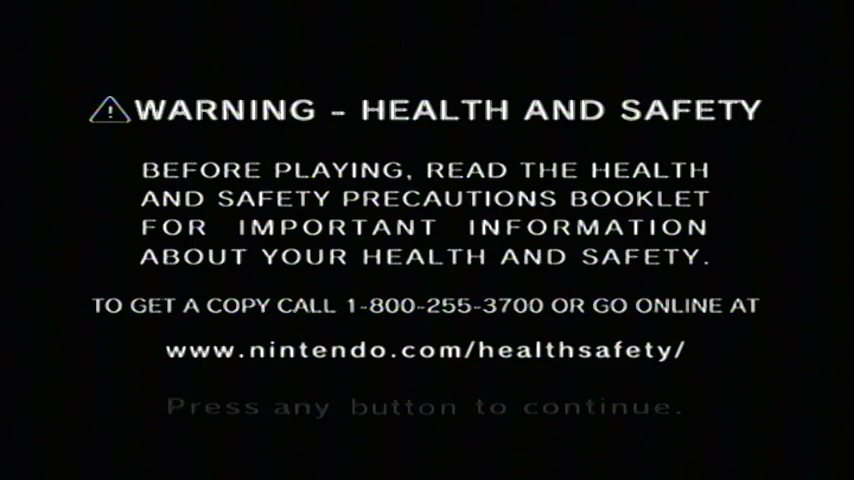 WARNING - HEALTH AND SAFETY
BEFORE PLAYING, READ THE HEALTH
AND SAFETY PRECAUTIONS BOOKLET
FOR IMPORTANT INFORMATION
ABOUT YOUR HEALTH AND SAFETY.
TO GET A COPY CALL 1-800-255-3700 OR GO ONLINE AT
www.nintendo.com/healthsafety/
Press any button to continue.